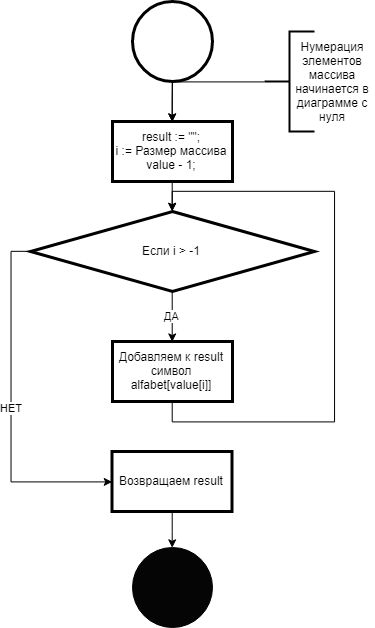 Нумерация
элементов
массива
начинается в
диаграмме с
нуля
result := "";
i := Размер массива
value - 1;
Если i > -1
ДА
Добавляем к result
символ
alfabet[value[i]]
НЕТ
Возвращаем result